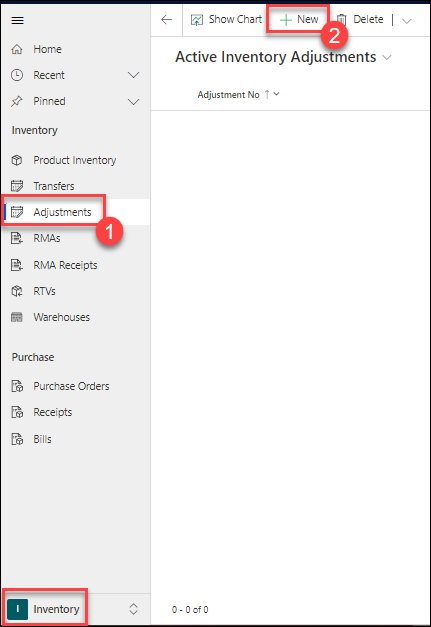 Home
Recent
Pinned
Inventory
Product Inventory
Transfers
Adjustments
1
RMAs
RMA Receipts
RTVs
Warehouses
Purchase
Purchase Orders
Receipts
Bills
I Inventory
Show Chart New Delete
2
Active Inventory Adjustments
Adjustment No ↑
0 - 0 of 0